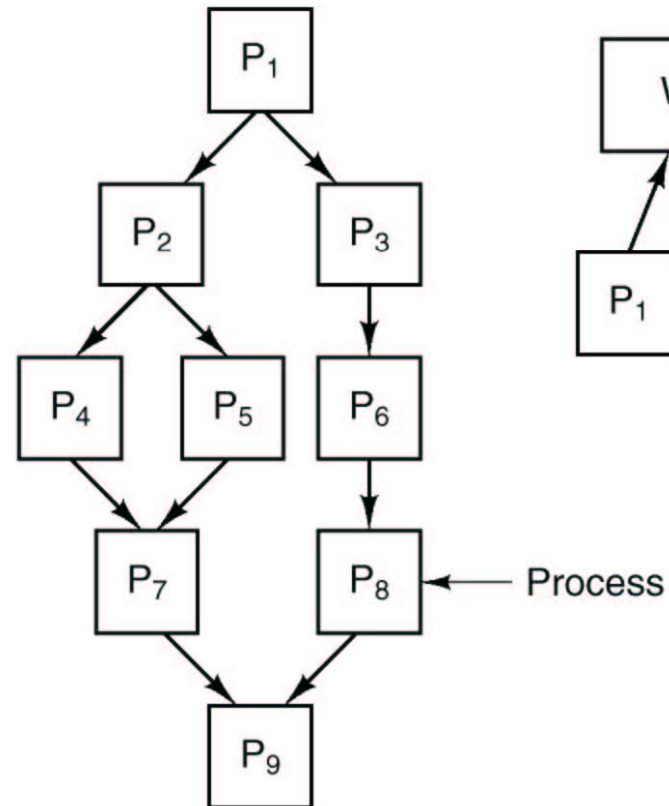 P₁
P₂ P₃
P₄ P₅ P₆
P₇ P₈ Process
P₉
P₁